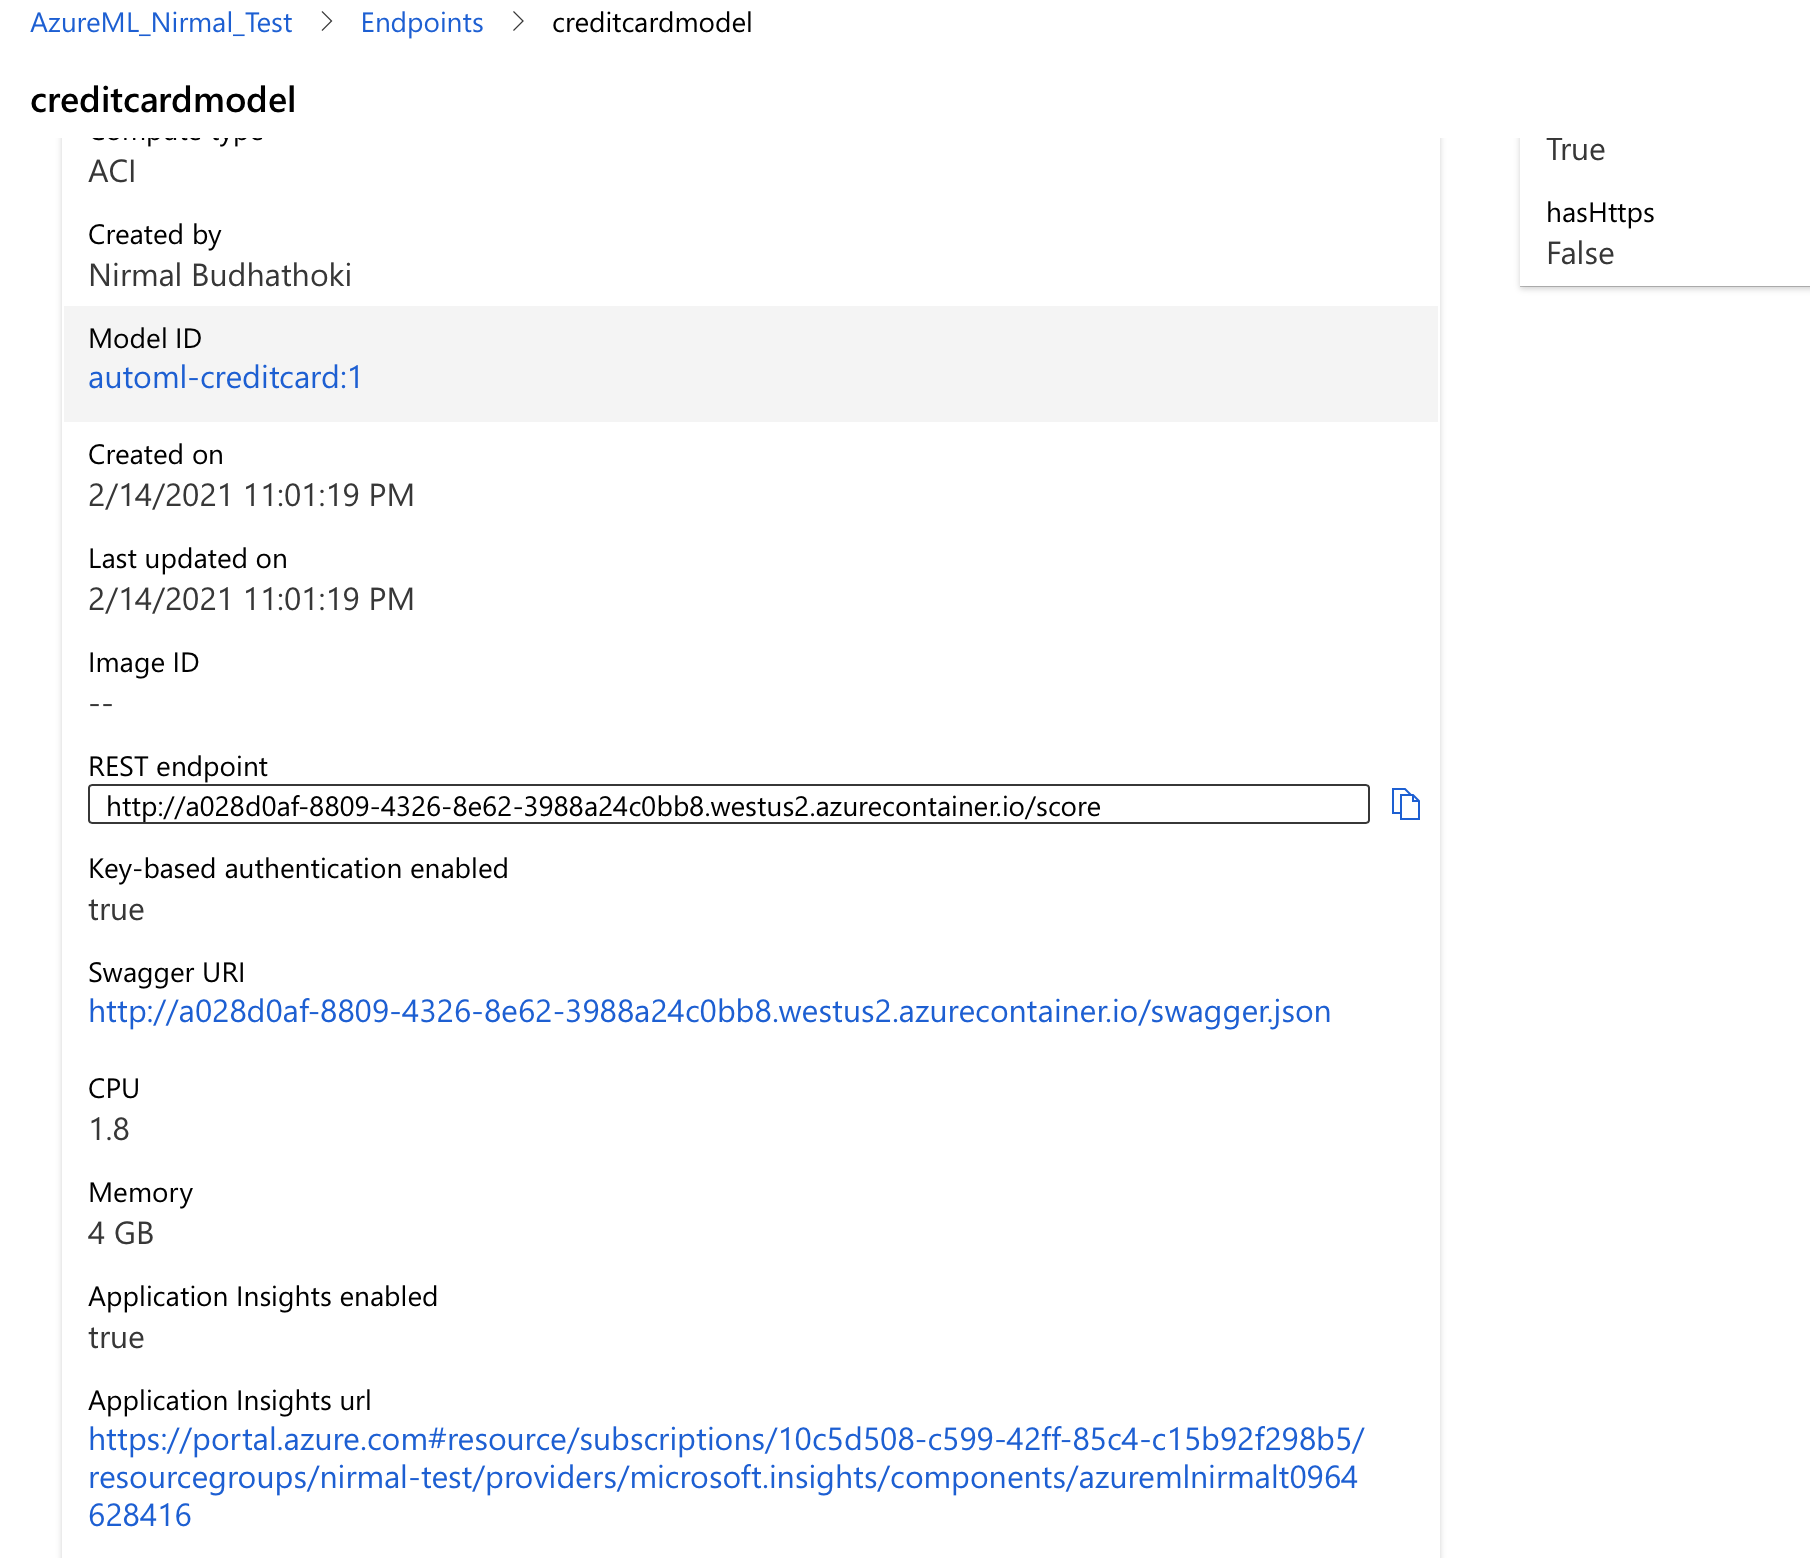 AzureML_Nirmal_Test > Endpoints > creditcardmodel
creditcardmodel
Compute type
ACI
Created by
Nirmal Budhathoki
Model ID
automl-creditcard:1
Created on
2/14/2021 11:01:19 PM
Last updated on
2/14/2021 11:01:19 PM
Image ID
--
REST endpoint
http://a028d0af-8809-4326-8e62-3988a24c0bb8.westus2.azurecontainer.io/score
Key-based authentication enabled
true
Swagger URI
http://a028d0af-8809-4326-8e62-3988a24c0bb8.westus2.azurecontainer.io/swagger.json
CPU
1.8
Memory
4 GB
Application Insights enabled
true
Application Insights url
https://portal.azure.com#resource/subscriptions/10c5d508-c599-42ff-85c4-c15b92f298b5/
resourcegroups/nirmal-test/providers/microsoft.insights/components/azuremlnirmalt0964
628416
True
hasHttps
False